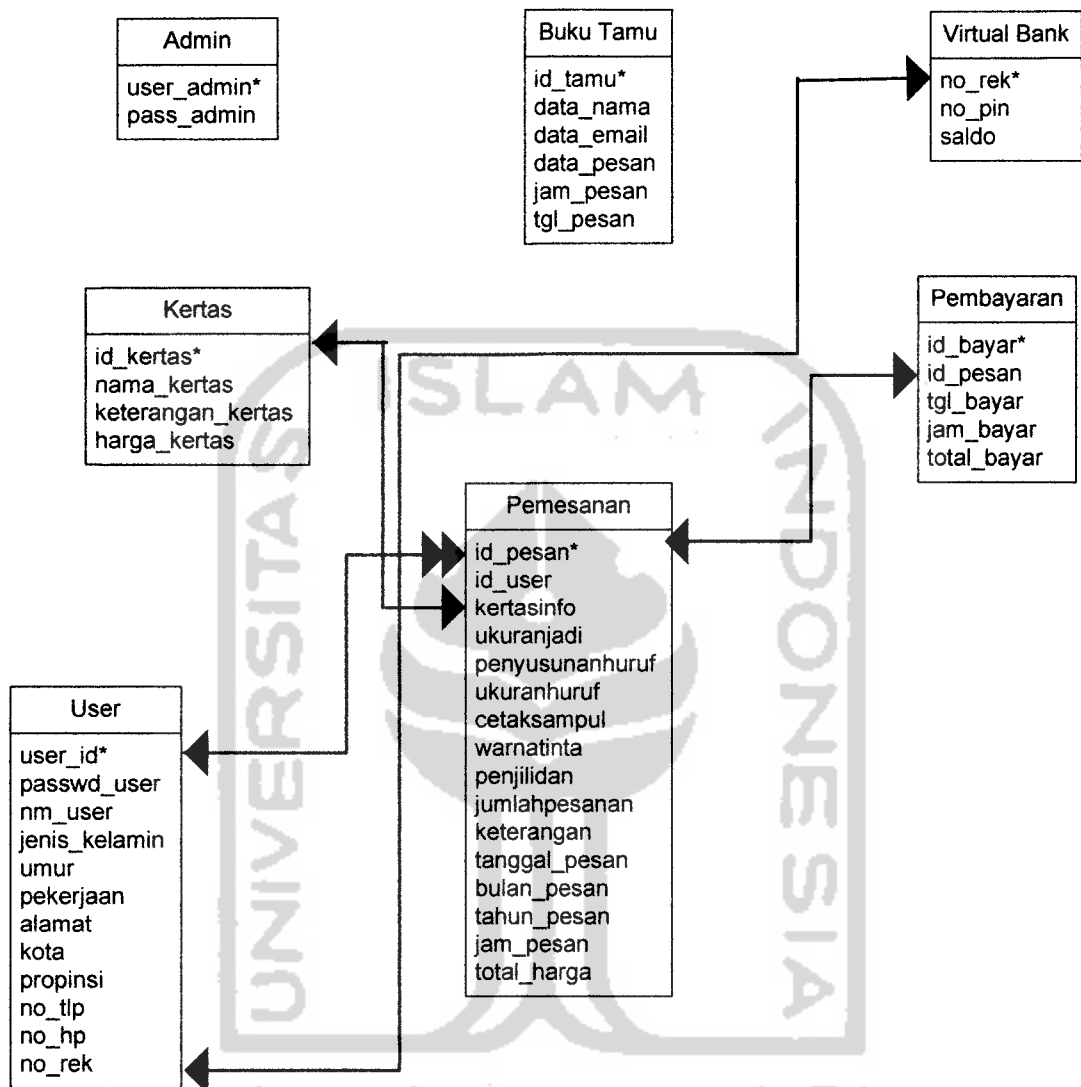 Admin
user_admin*
pass_admin
Buku Tamu
id_tamu*
data_nama
data_email
data_pesan
jam_pesan
tgl_pesan
Virtual Bank
no_rek*
no_pin
saldo
Kertas
id_kertas*
nama_kertas
keterangan_kertas
harga_kertas
Pembayaran
id_bayar*
id_pesan
tgl_bayar
jam_bayar
total_bayar
Pemesanan
id_pesan*
id_user
kertasinfo
ukuranjadi
penyusunanhuruf
ukuranhuruf
cetaksampul
warnatinta
penjilidan
jumlahpesanan
keterangan
tanggal_pesan
bulan_pesan
tahun_pesan
jam_pesan
total_harga
User
user_id*
passwd_user
nm_user
jenis_kelamin
umur
pekerjaan
alamat
kota
propinsi
no_tlp
no_hp
no_rek
UNIVERSITAS
ISLAM
INDONESIA